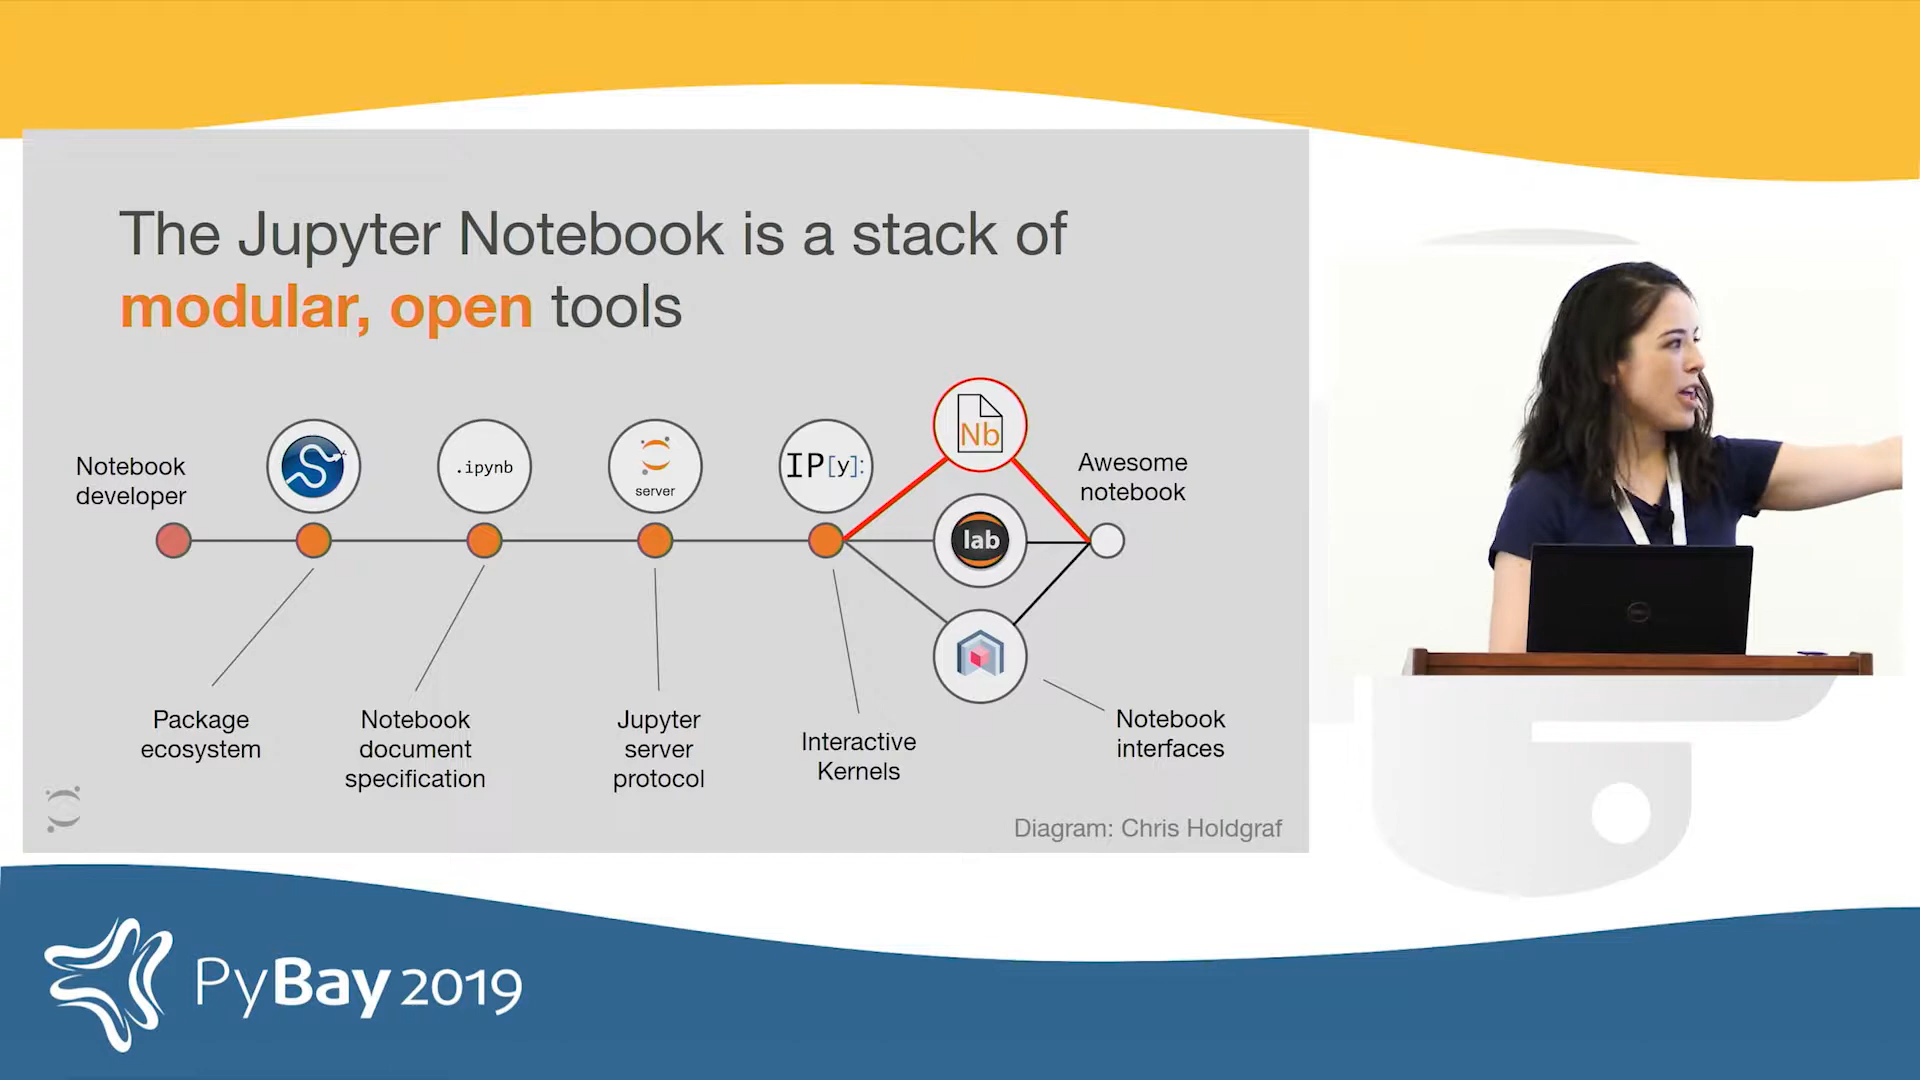 The Jupyter Notebook is a stack of
modular, open tools
Notebook
developer
.ipynb
server
IP[y]:
Nb
lab
Awesome
notebook
Package
ecosystem
Notebook
document
specification
Jupyter
server
protocol
Interactive
Kernels
Notebook
interfaces
Diagram: Chris Holdgraf
PyBay 2019